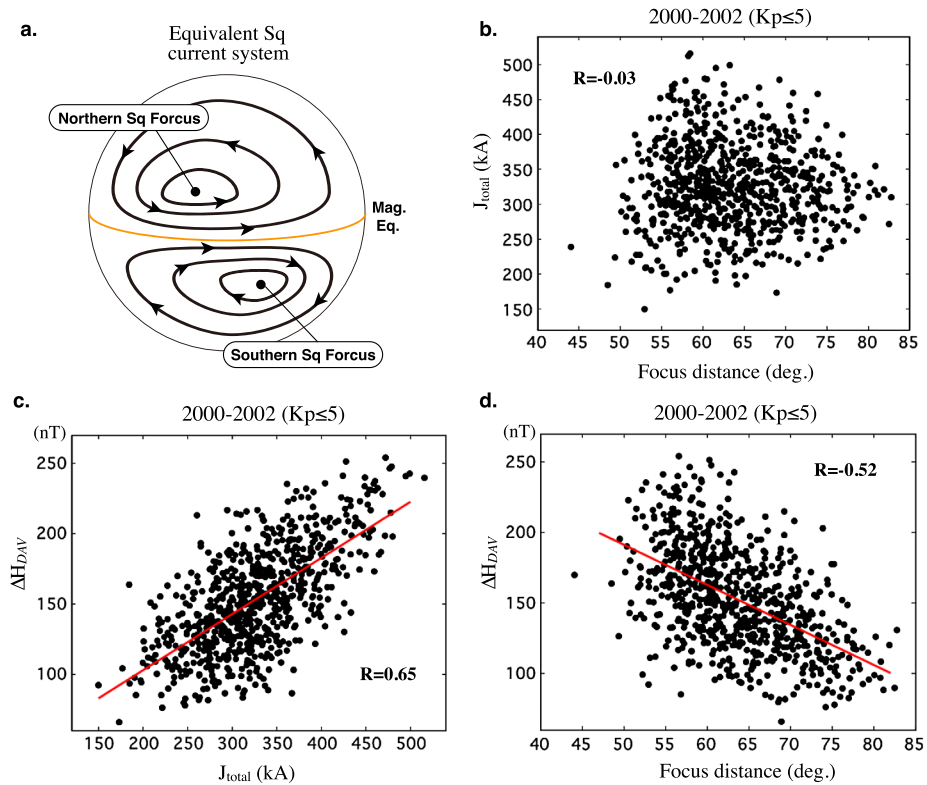 a.
Equivalent Sq
current system
Northern Sq Forcus
Mag.
Eq.
Southern Sq Forcus
b.
2000-2002 (Kp≤5)
R=-0.03
J_total (kA)
500
450
400
350
300
250
200
150
40 45 50 55 60 65 70 75 80 85
Focus distance (deg.)
c.
2000-2002 (Kp≤5)
(nT)
ΔH_DAV
250
200
150
100
R=0.65
150 200 250 300 350 400 450 500
J_total (kA)
d.
2000-2002 (Kp≤5)
(nT)
ΔH_DAV
250
200
150
100
R=-0.52
40 45 50 55 60 65 70 75 80 85
Focus distance (deg.)